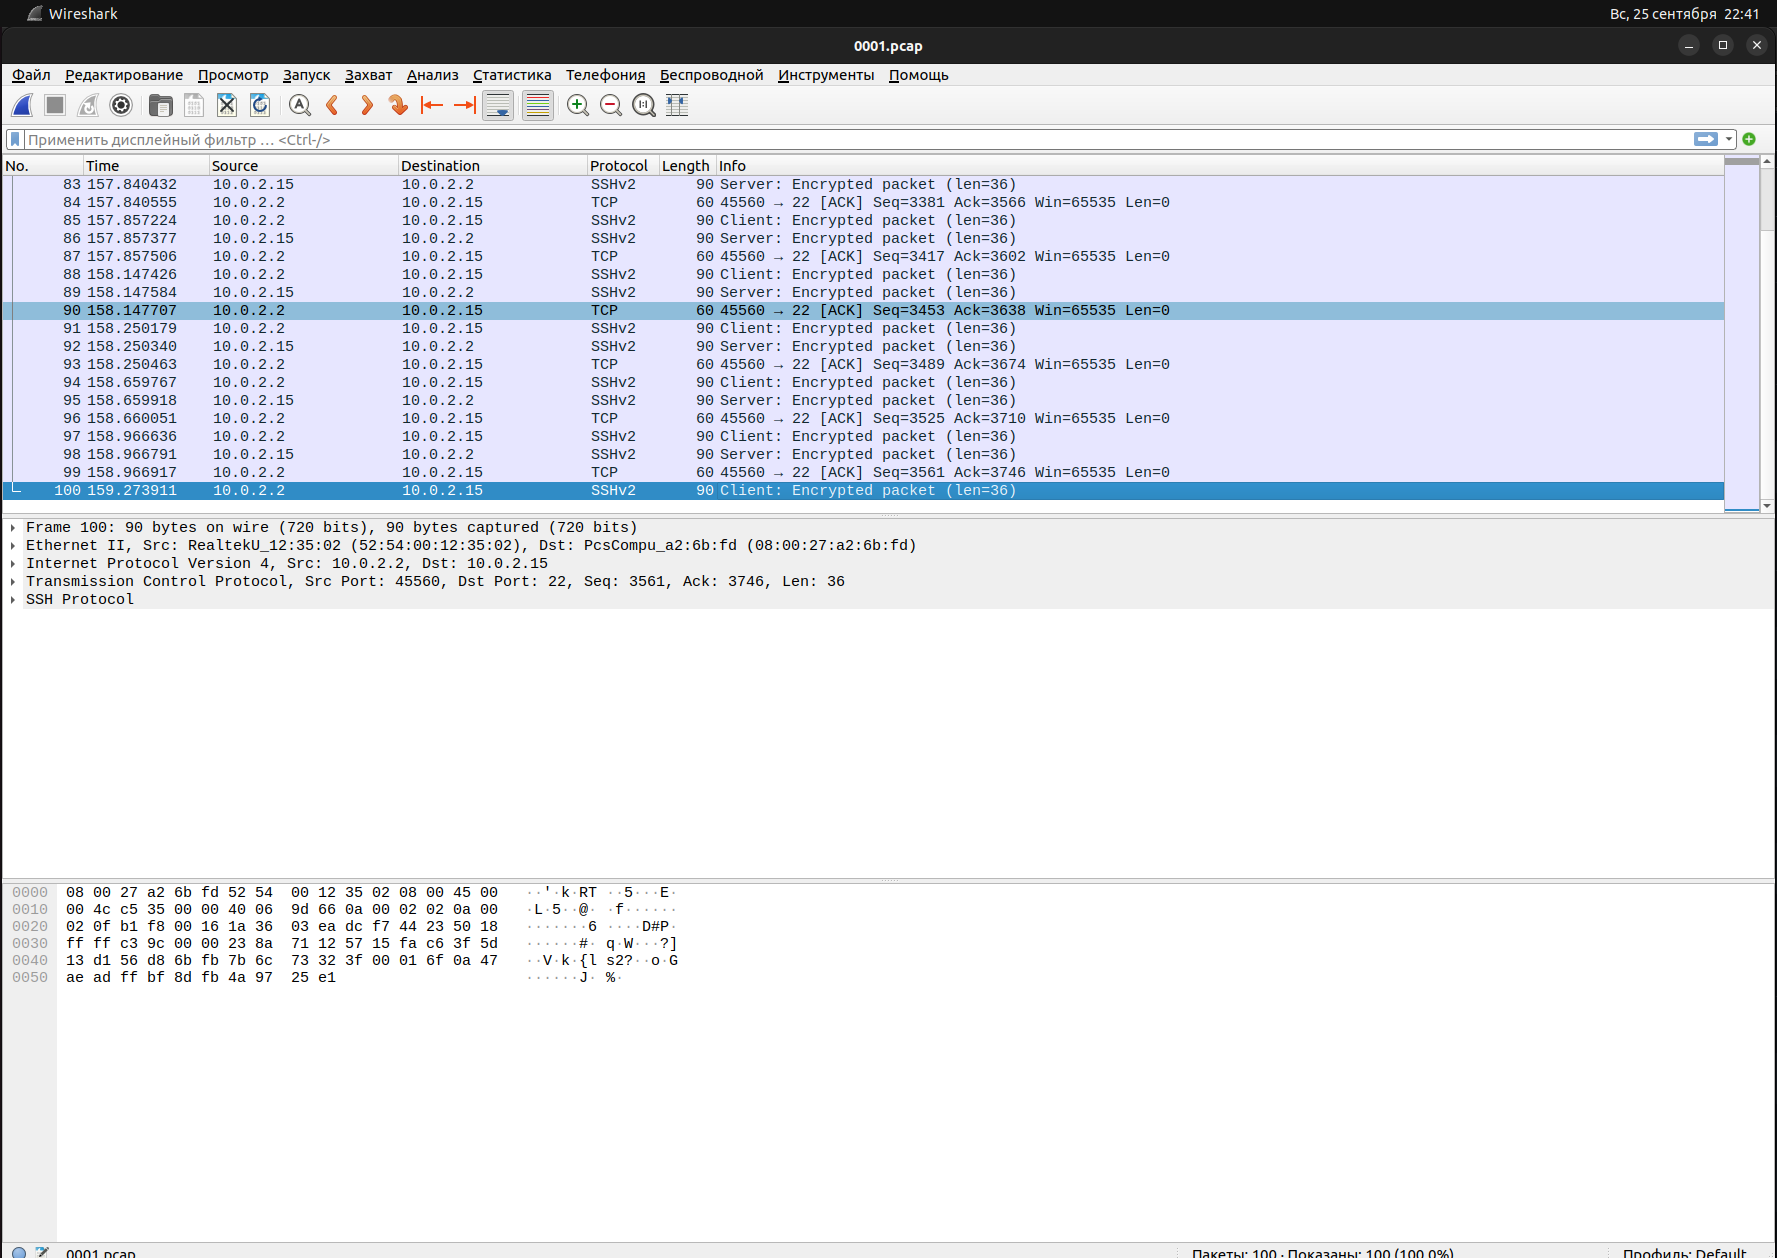 Wireshark
Вс, 25 сентября 22:41
0001.pcap
Файл Редактирование Просмотр Запуск Захват Анализ Статистика Телефония Беспроводной Инструменты Помощь
Применить дисплейный фильтр … <Ctrl-/>
No. Time Source Destination Protocol Length Info
83 157.840432 10.0.2.15 10.0.2.2 SSHv2 90 Server: Encrypted packet (len=36)
84 157.840555 10.0.2.2 10.0.2.15 TCP 60 45560 → 22 [ACK] Seq=3381 Ack=3566 Win=65535 Len=0
85 157.857224 10.0.2.2 10.0.2.15 SSHv2 90 Client: Encrypted packet (len=36)
86 157.857377 10.0.2.15 10.0.2.2 SSHv2 90 Server: Encrypted packet (len=36)
87 157.857506 10.0.2.2 10.0.2.15 TCP 60 45560 → 22 [ACK] Seq=3417 Ack=3602 Win=65535 Len=0
88 158.147426 10.0.2.2 10.0.2.15 SSHv2 90 Client: Encrypted packet (len=36)
89 158.147584 10.0.2.15 10.0.2.2 SSHv2 90 Server: Encrypted packet (len=36)
90 158.147707 10.0.2.2 10.0.2.15 TCP 60 45560 → 22 [ACK] Seq=3453 Ack=3638 Win=65535 Len=0
91 158.250179 10.0.2.2 10.0.2.15 SSHv2 90 Client: Encrypted packet (len=36)
92 158.250340 10.0.2.15 10.0.2.2 SSHv2 90 Server: Encrypted packet (len=36)
93 158.250463 10.0.2.2 10.0.2.15 TCP 60 45560 → 22 [ACK] Seq=3489 Ack=3674 Win=65535 Len=0
94 158.659767 10.0.2.2 10.0.2.15 SSHv2 90 Client: Encrypted packet (len=36)
95 158.659918 10.0.2.15 10.0.2.2 SSHv2 90 Server: Encrypted packet (len=36)
96 158.660051 10.0.2.2 10.0.2.15 TCP 60 45560 → 22 [ACK] Seq=3525 Ack=3710 Win=65535 Len=0
97 158.966636 10.0.2.2 10.0.2.15 SSHv2 90 Client: Encrypted packet (len=36)
98 158.966791 10.0.2.15 10.0.2.2 SSHv2 90 Server: Encrypted packet (len=36)
99 158.966917 10.0.2.2 10.0.2.15 TCP 60 45560 → 22 [ACK] Seq=3561 Ack=3746 Win=65535 Len=0
100 159.273911 10.0.2.2 10.0.2.15 SSHv2 90 Client: Encrypted packet (len=36)
Frame 100: 90 bytes on wire (720 bits), 90 bytes captured (720 bits)
Ethernet II, Src: RealtekU_12:35:02 (52:54:00:12:35:02), Dst: PcsCompu_a2:6b:fd (08:00:27:a2:6b:fd)
Internet Protocol Version 4, Src: 10.0.2.2, Dst: 10.0.2.15
Transmission Control Protocol, Src Port: 45560, Dst Port: 22, Seq: 3561, Ack: 3746, Len: 36
SSH Protocol
0000 08 00 27 a2 6b fd 52 54 00 12 35 02 08 00 45 00 ··'·k·RT ··5···E·
0010 00 4c c5 35 00 00 40 06 9d 66 0a 00 02 02 0a 00 ·L·5··@· ·f······
0020 02 0f b1 f8 00 16 1a 36 03 ea dc f7 44 23 50 18 ·······6 ····D#P·
0030 ff ff c3 9c 00 00 23 8a 71 12 57 15 fa c6 3f 5d ······#· q·W···?]
0040 13 d1 56 d8 6b fb 7b 6c 73 32 3f 00 01 6f 0a 47 ··V·k·{l s2?··o·G
0050 ae ad ff bf 8d fb 4a 97 25 e1 ······J· %·
0001.pcap
Пакеты: 100 · Показаны: 100 (100.0%)
Профиль: Default